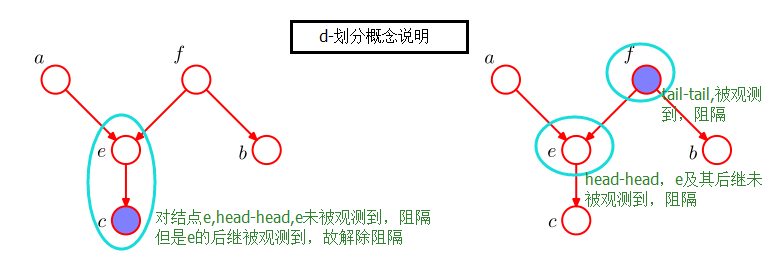 d-划分概念说明
a
f
e
b
c
对结点e,head-head,e未被观测到，阻隔
但是e的后继被观测到，故解除阻隔
a
f
tail-tail,被观测
到，阻隔
e
b
head-head，e及其后继未
被观测到，阻隔
c